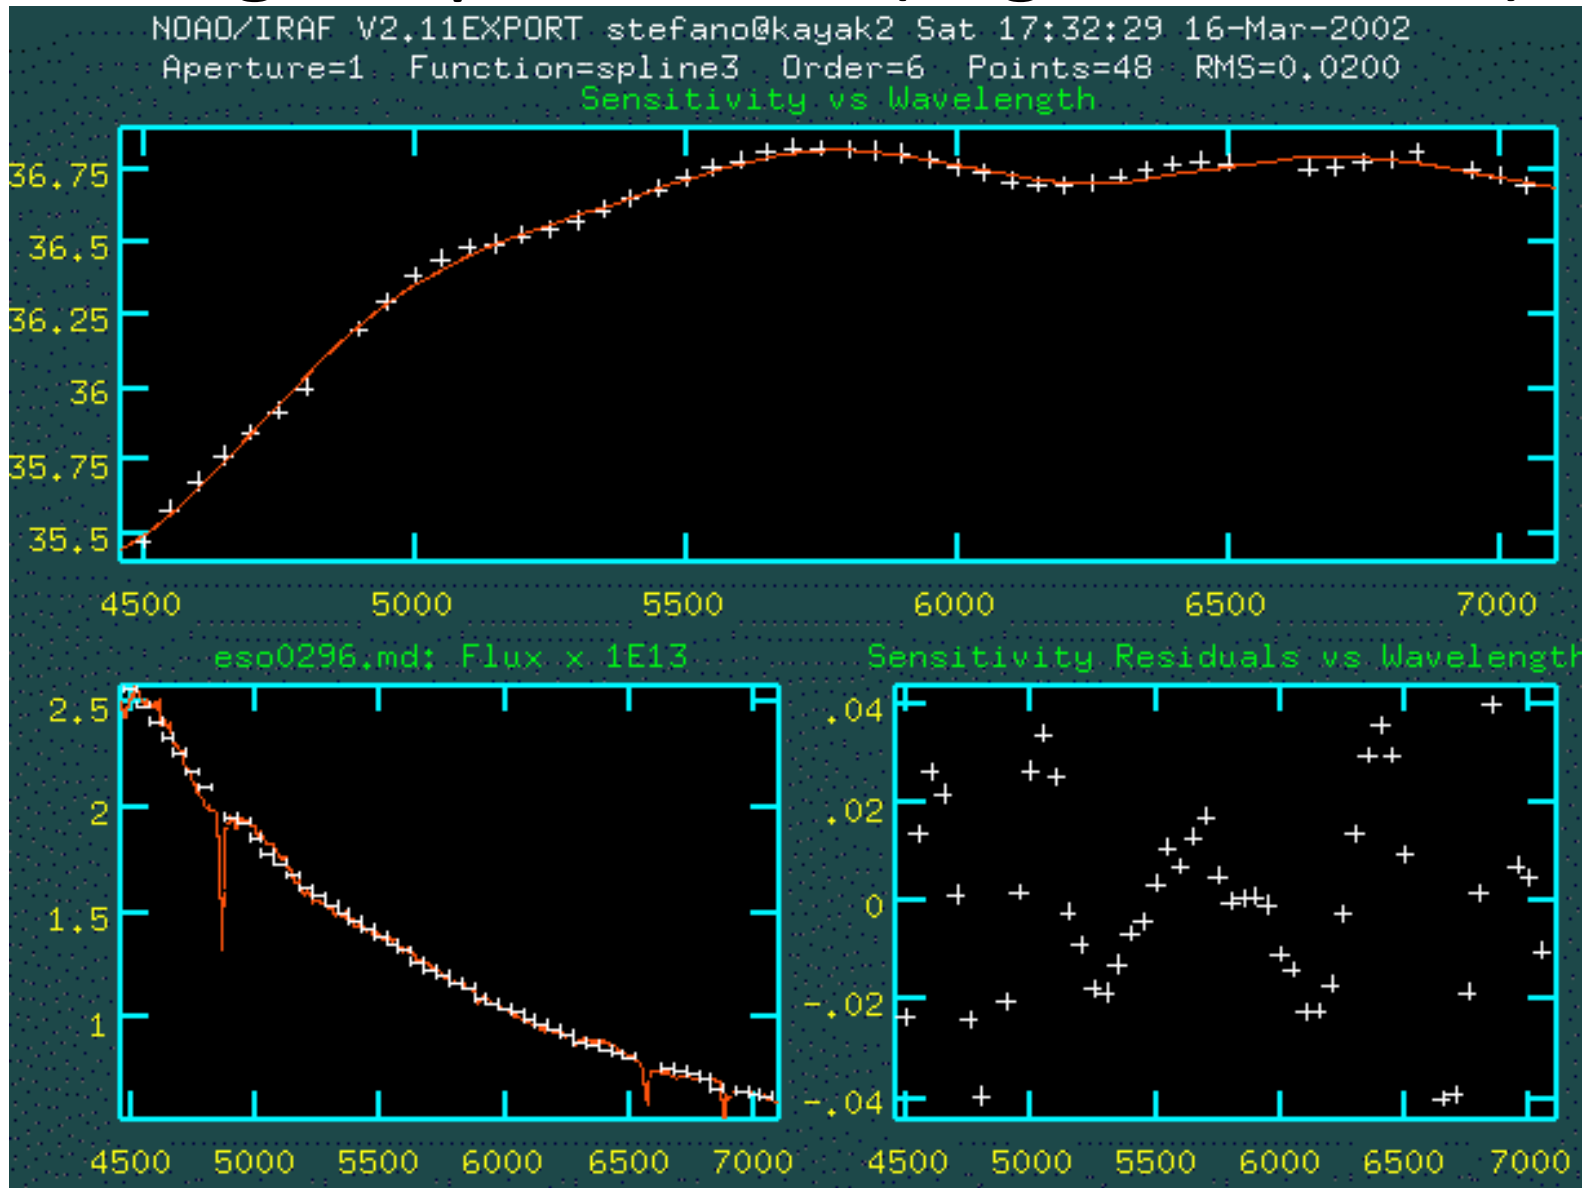 NOAO/IRAF V2.11EXPORT stefano@kayak2 Sat 17:32:29 16-Mar-2002
Aperture=1 Function=spline3 Order=6 Points=48 RMS=0.0200
Sensitivity vs Wavelength
36.75
36.5
36.25
36
35.75
35.5
4500 5000 5500 6000 6500 7000
eso0296.md: Flux x 1E13
2.5
2
1.5
1
4500 5000 5500 6000 6500 7000
Sensitivity Residuals vs Wavelength
.04
.02
0
-.02
-.04
4500 5000 5500 6000 6500 7000